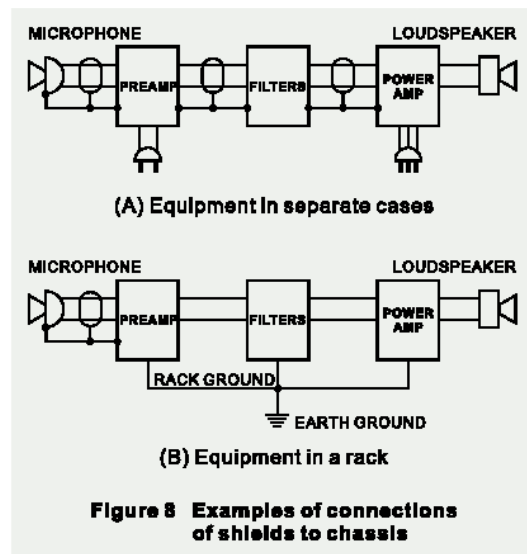 MICROPHONE
LOUDSPEAKER
PREAMP
FILTERS
POWER
AMP
(A) Equipment in separate cases
MICROPHONE
LOUDSPEAKER
PREAMP
FILTERS
POWER
AMP
RACK GROUND
EARTH GROUND
(B) Equipment in a rack
Figure 8 Examples of connections
of shields to chassis